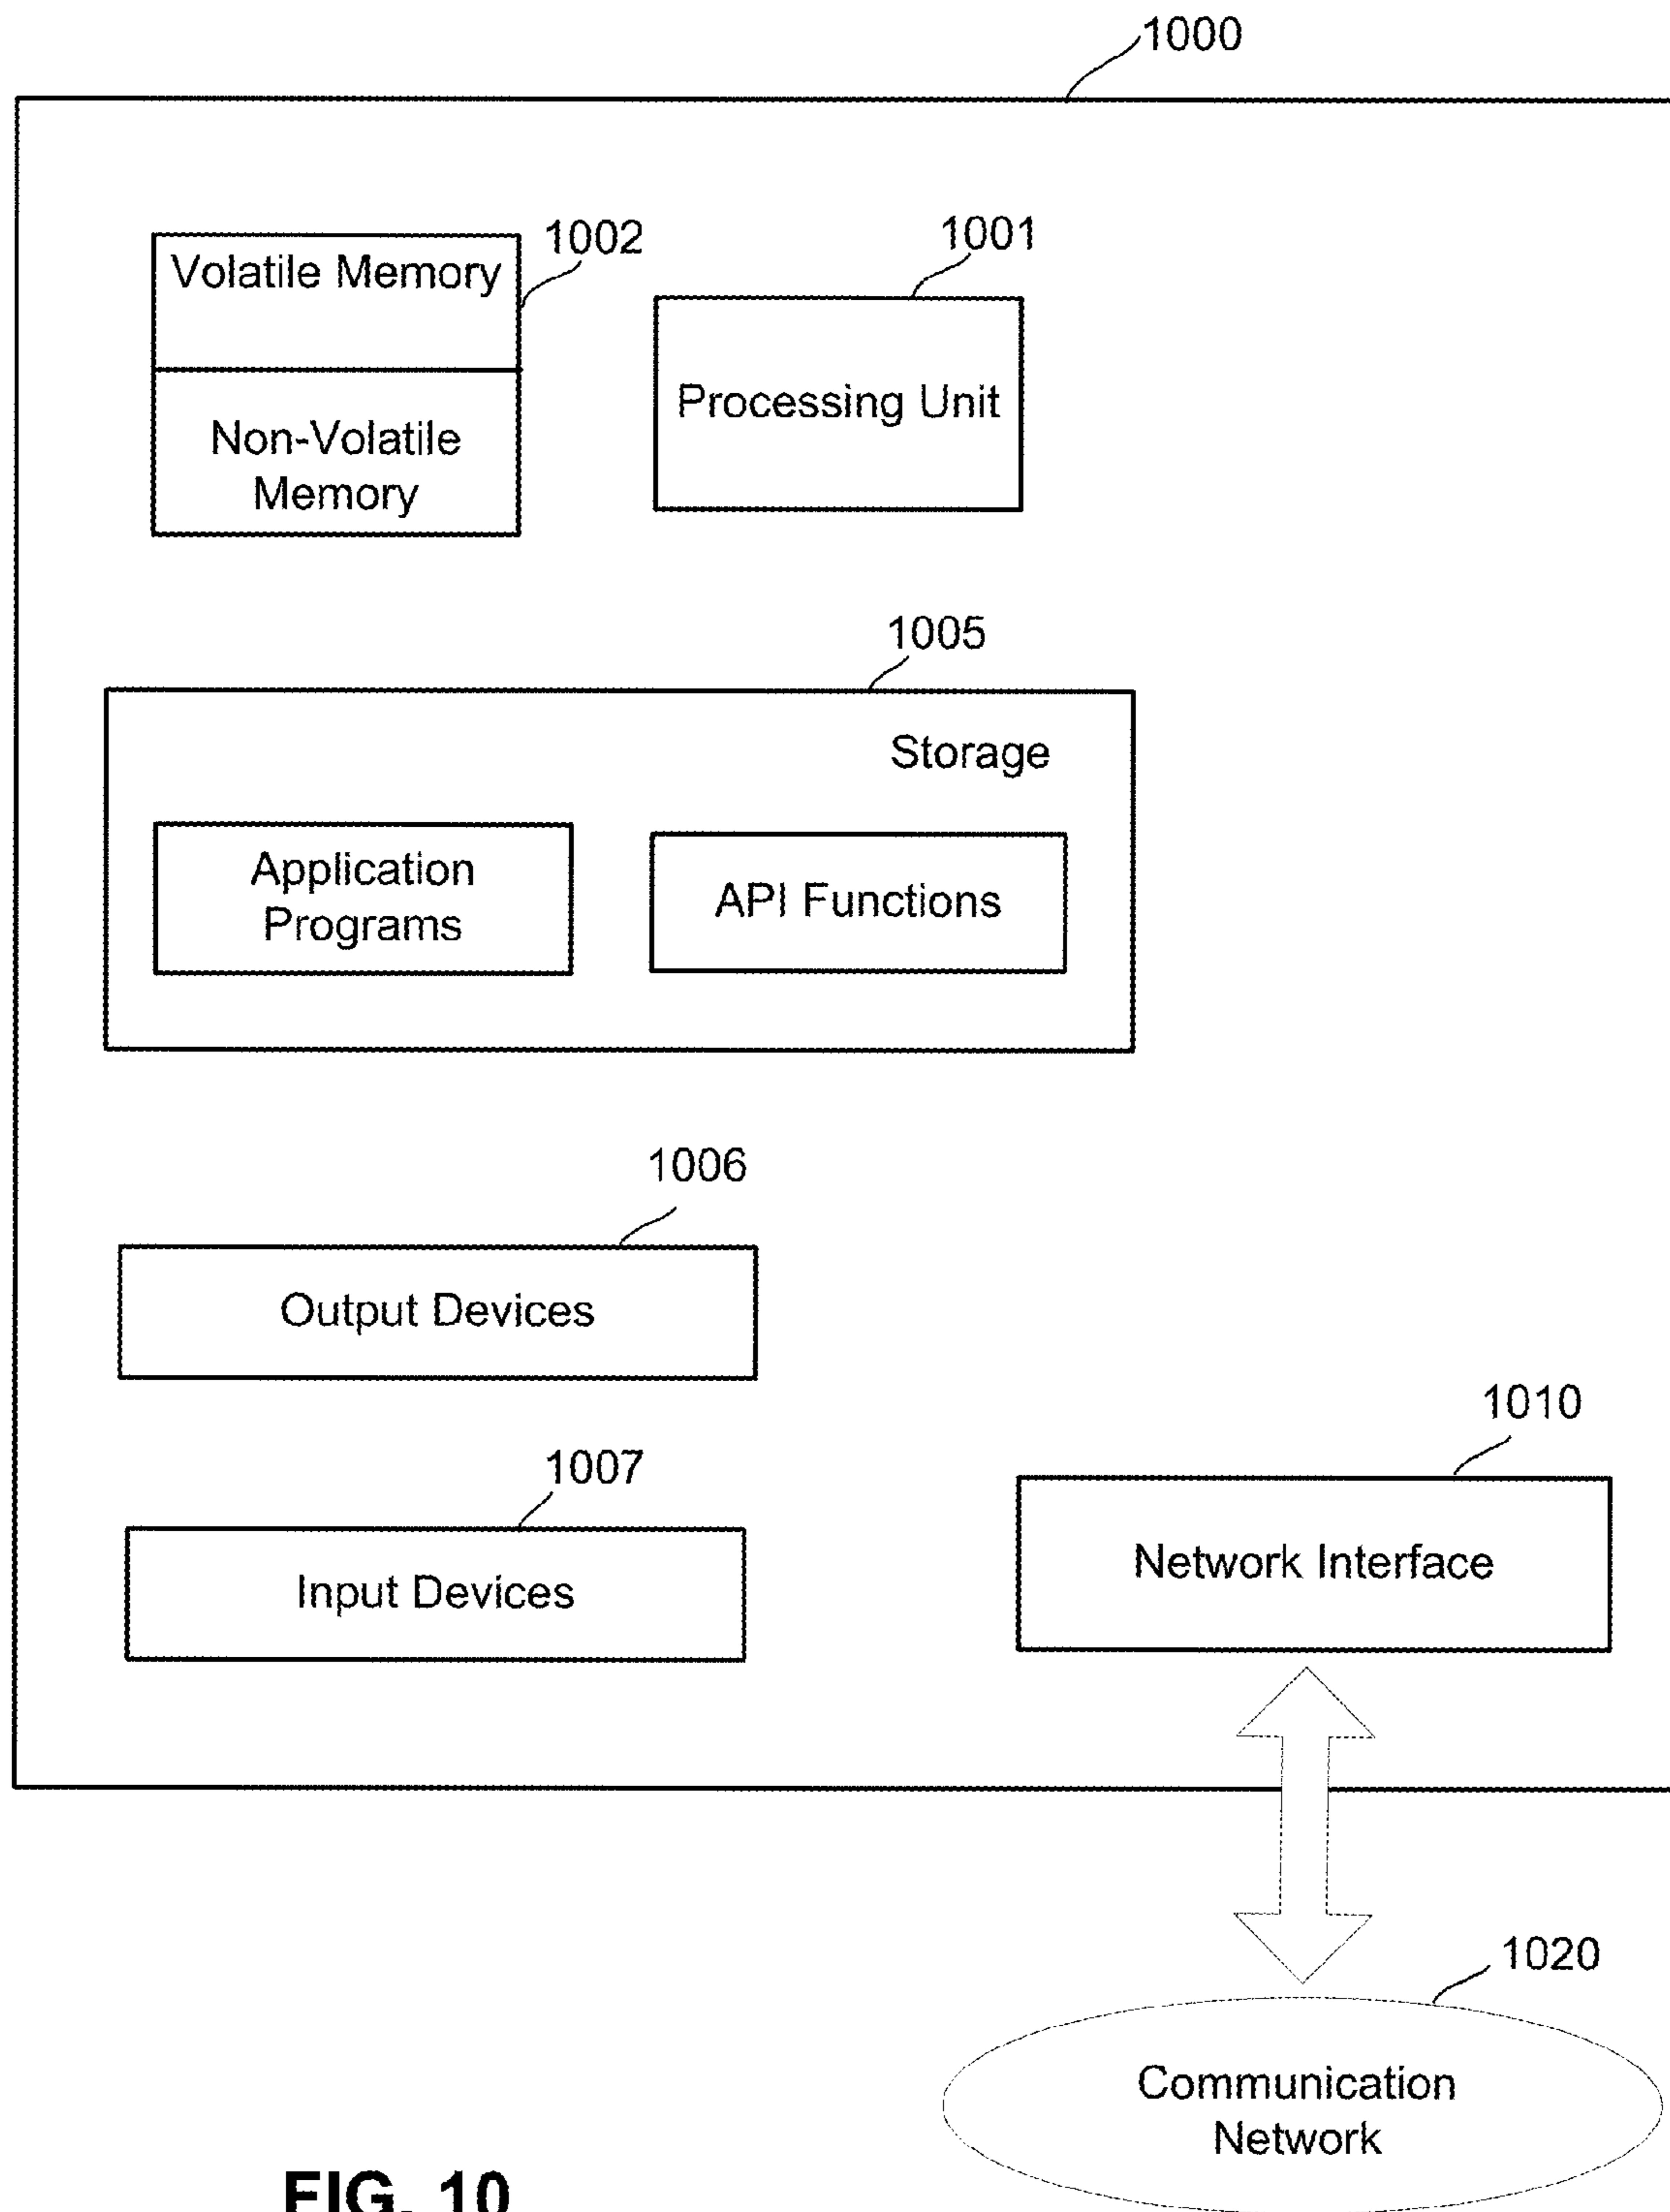 1000
1002
1001
Volatile Memory
Processing Unit
Non-Volatile
Memory
1005
Storage
Application
Programs
API Functions
1006
Output Devices
1010
1007
Network Interface
Input Devices
1020
Communication
Network
FIG. 10